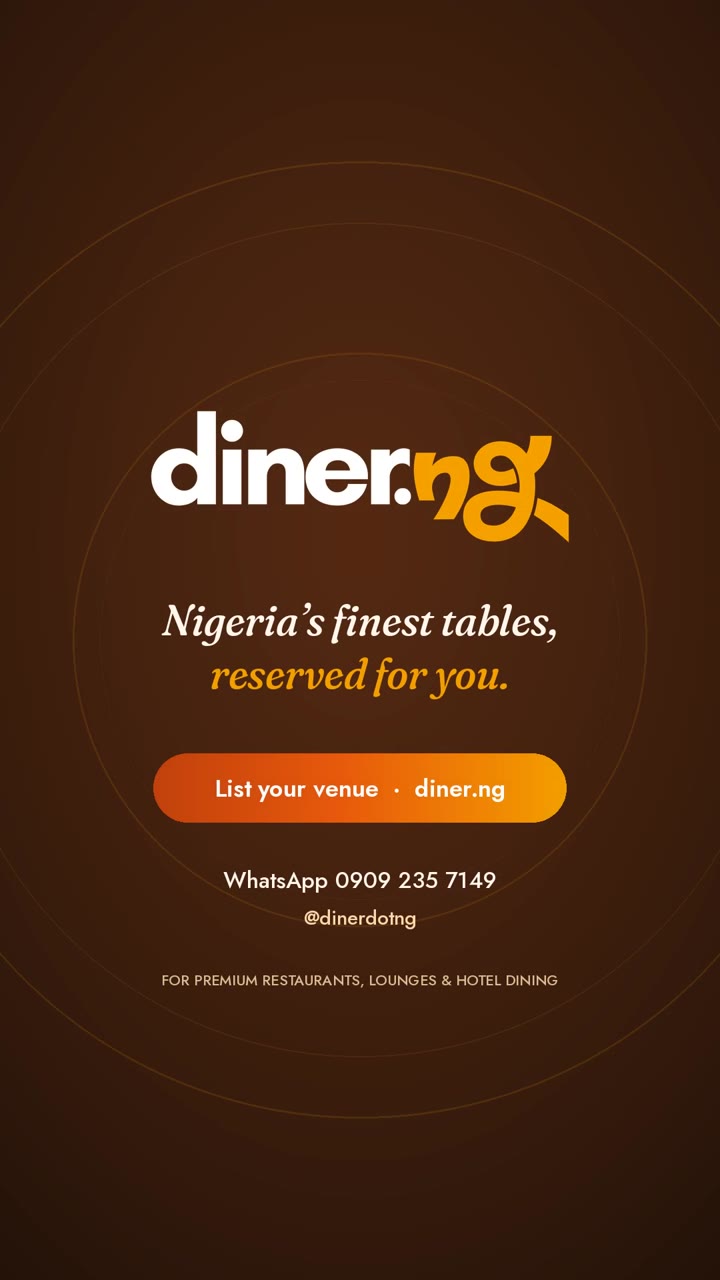 diner.ng
Nigeria’s finest tables,
reserved for you.
List your venue · diner.ng
WhatsApp 0909 235 7149
@dinerdotng
FOR PREMIUM RESTAURANTS, LOUNGES & HOTEL DINING